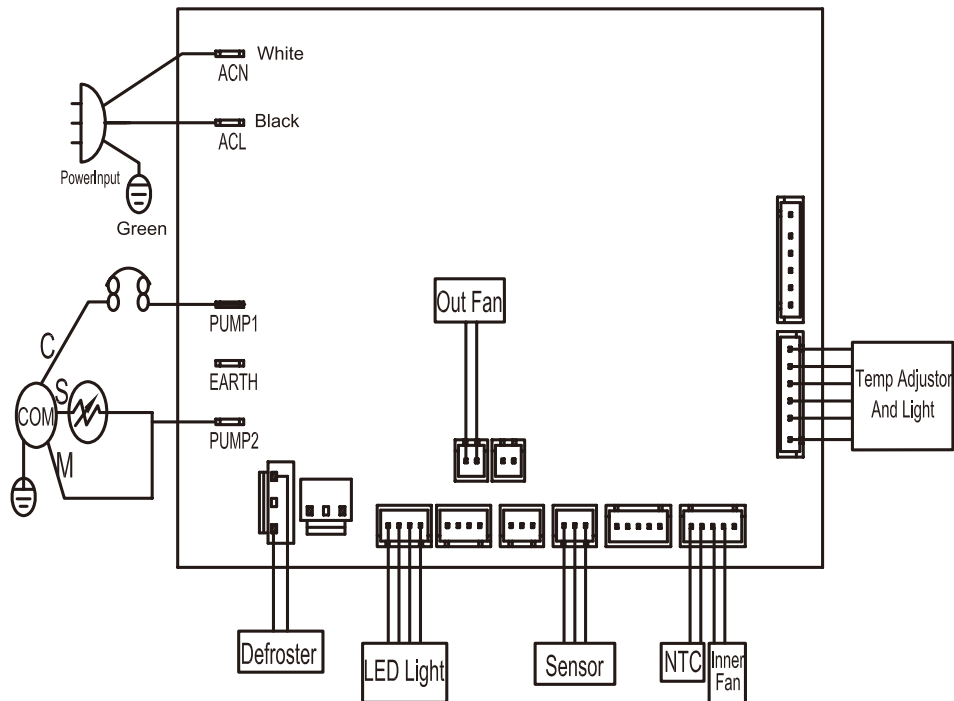 White
ACN
Black
ACL
PowerInput
Green
PUMP1
Out Fan
C
EARTH
Temp Adjustor
And Light
S
COM
PUMP2
M
Defroster
LED Light
Sensor
NTC
Inner
Fan